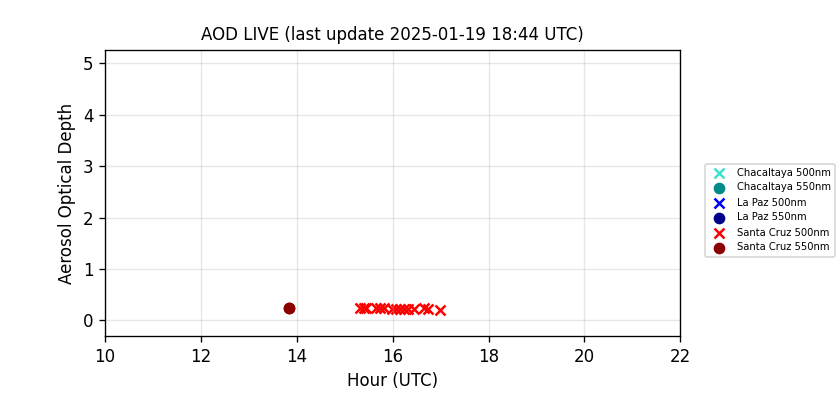 AOD LIVE (last update 2025-01-19 18:44 UTC)
Aerosol Optical Depth
5
4
3
2
1
0
10 12 14 16 18 20 22
Hour (UTC)
Chacaltaya 500nm
Chacaltaya 550nm
La Paz 500nm
La Paz 550nm
Santa Cruz 500nm
Santa Cruz 550nm